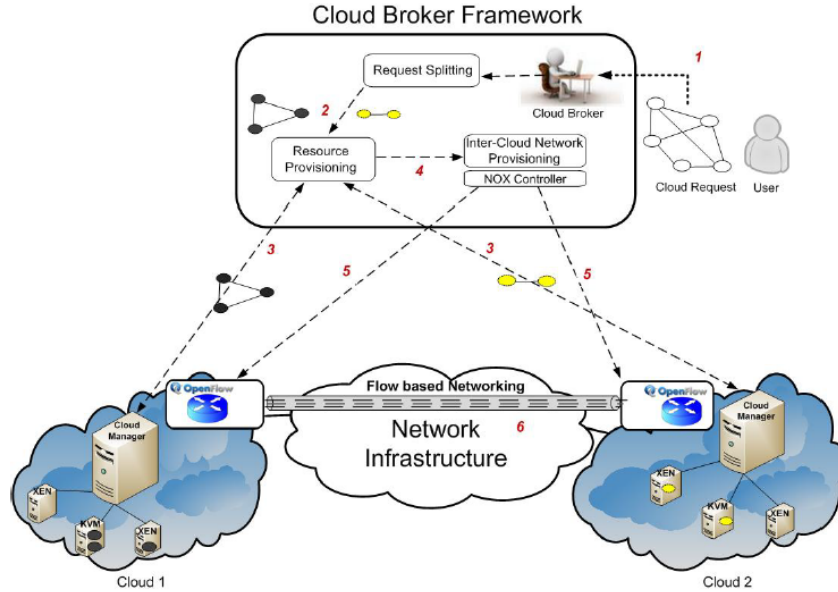 Cloud Broker Framework
1
Request Splitting
Cloud Broker
2
Resource
Provisioning
4
Inter-Cloud Network
Provisioning
NOX Controller
Cloud Request
User
3
5
3
5
OpenFlow
Flow based Networking
OpenFlow
Cloud
Manager
Cloud
Manager
6
Network
Infrastructure
XEN
KVM
XEN
XEN
KVM
XEN
Cloud 1
Cloud 2